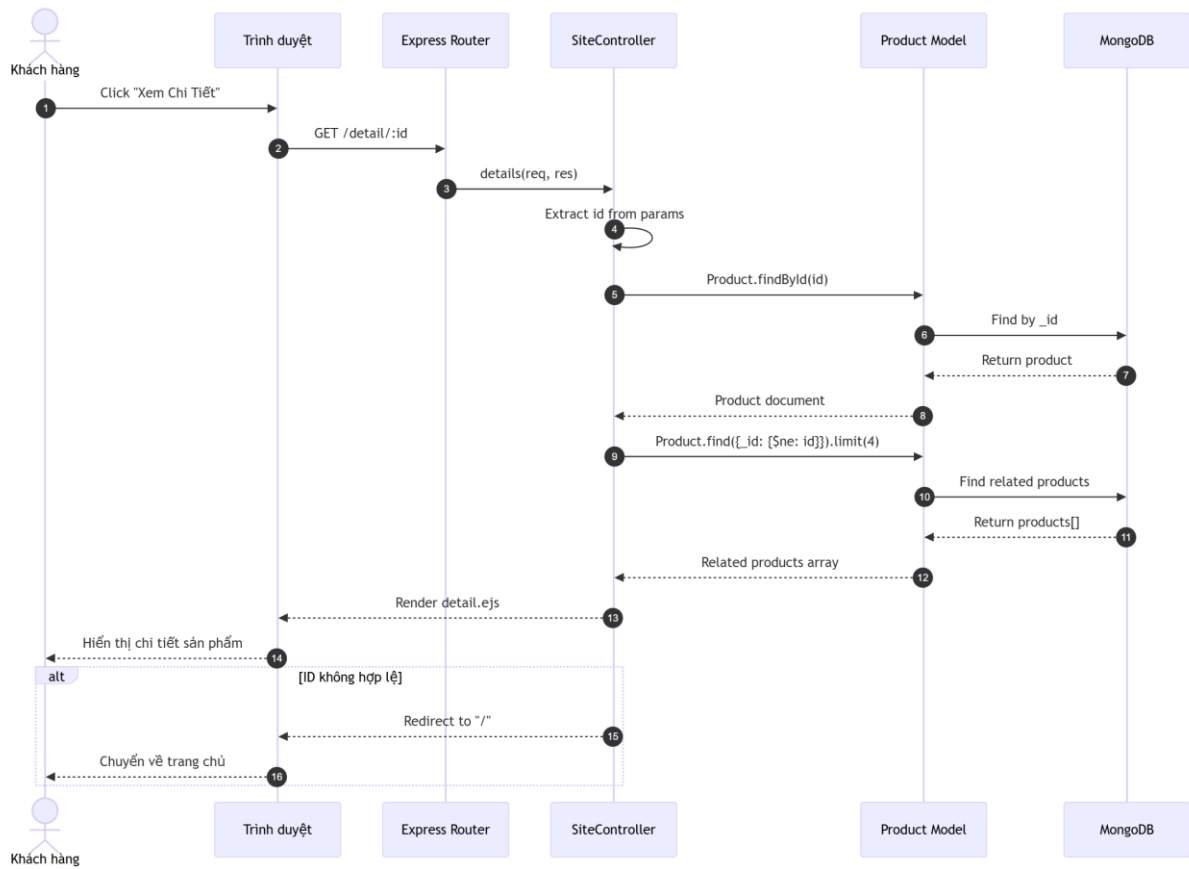 Trình duyệt
Express Router
SiteController
Product Model
MongoDB
Khách hàng
Click "Xem Chi Tiết"
1
GET /detail/:id
2
details(req, res)
3
Extract id from params
4
Product.findById(id)
5
Find by _id
6
Return product
7
Product document
8
Product.find({_id: {$ne: id}}).limit(4)
9
Find related products
10
Return products[]
11
Related products array
12
Render detail.ejs
13
Hiển thị chi tiết sản phẩm
14
alt
[ID không hợp lệ]
Redirect to "/"
15
Chuyển về trang chủ
16
Trình duyệt
Express Router
SiteController
Product Model
MongoDB
Khách hàng